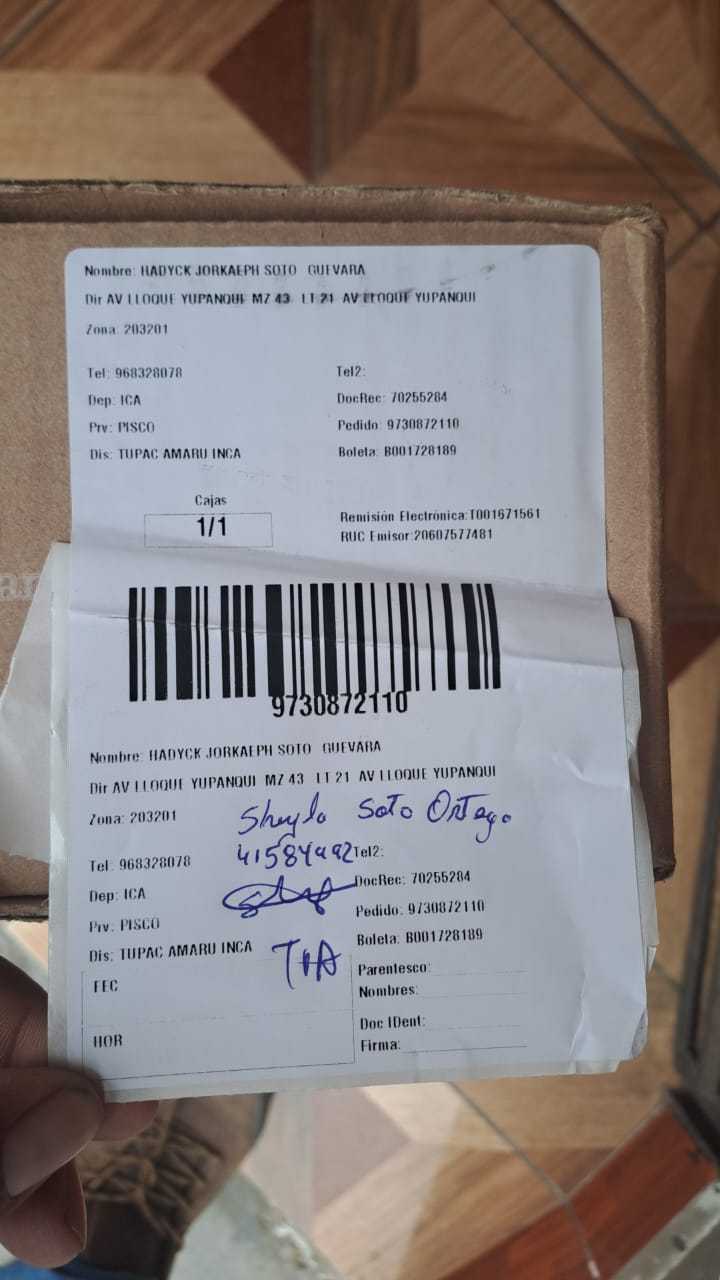 Nombre: HADYCK JORKAEPH SOTO GUEVARA
Dir AV LLOQUE YUPANQUI MZ 43 LT 21 AV LLOQUE YUPANQUI
Zona: 203201
Tel: 968328078 Tel2:
Dep: ICA DocRec: 70255284
Prv: PISCO Pedido: 9730872110
Dis: TUPAC AMARU INCA Boleta: B001728189
Cajas
1/1
Remisión Electrónica:T001671561
RUC Emisor:20607577481
9730872110
Nombre: HADYCK JORKAEPH SOTO GUEVARA
Dir AV LLOQUE YUPANQUI MZ 43 LT 21 AV LLOQUE YUPANQUI
Zona: 203201 Sheyla Soto Ortega
41584492
Tel: 968328078 Tel2:
Dep: ICA DocRec: 70255284
Prv: PISCO Pedido: 9730872110
Dis: TUPAC AMARU INCA Boleta: B001728189
TIA
FEC Parentesco:
Nombres:
HOR Doc IDent:
Firma: